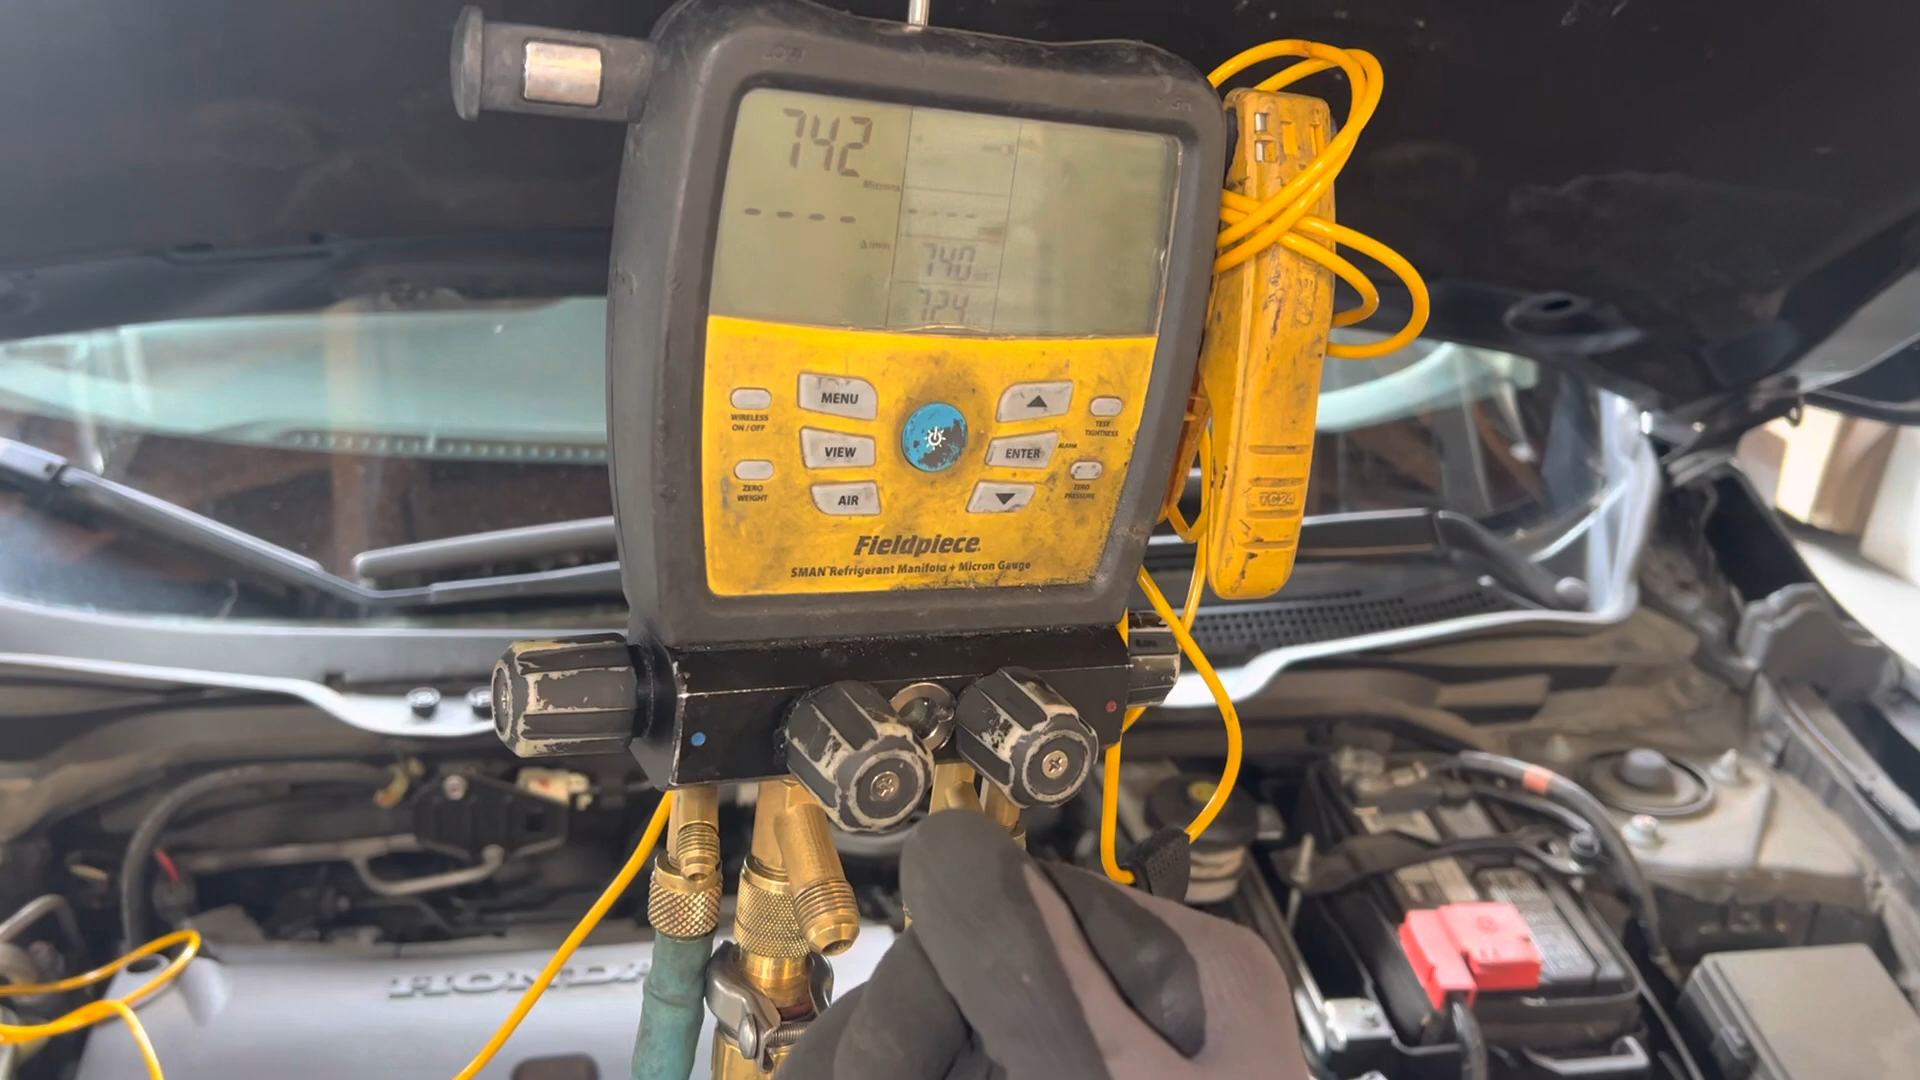 742
Microns
- - - -
Δ/min
- - - -
740
724
MENU
VIEW
AIR
ENTER
ALARM
WIRELESS
ON / OFF
ZERO
WEIGHT
TEST
TIGHTNESS
ZERO
PRESSURE
Fieldpiece
SMAN Refrigerant Manifold + Micron Gauge
TC24
HONDA